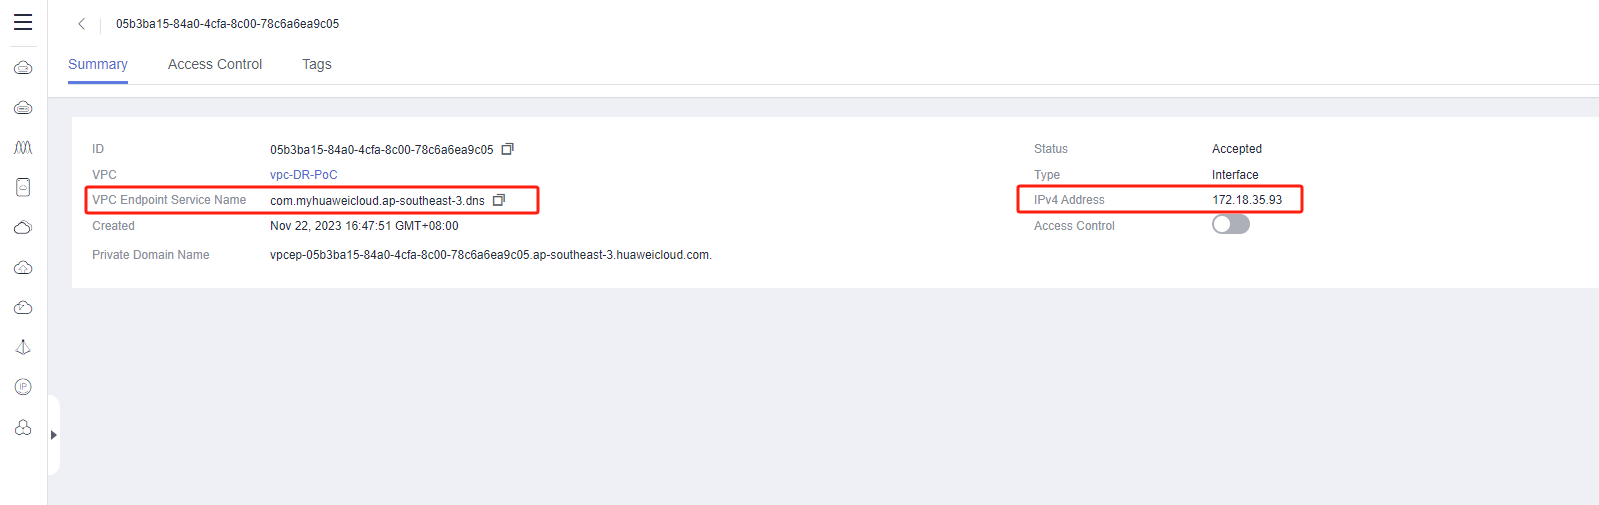 05b3ba15-84a0-4cfa-8c00-78c6a6ea9c05
Summary Access Control Tags
ID 05b3ba15-84a0-4cfa-8c00-78c6a6ea9c05 Status Accepted
VPC vpc-DR-PoC Type Interface
VPC Endpoint Service Name com.myhuaweicloud.ap-southeast-3.dns IPv4 Address 172.18.35.93
Created Nov 22, 2023 16:47:51 GMT+08:00 Access Control
Private Domain Name vpcep-05b3ba15-84a0-4cfa-8c00-78c6a6ea9c05.ap-southeast-3.huaweicloud.com.
IP